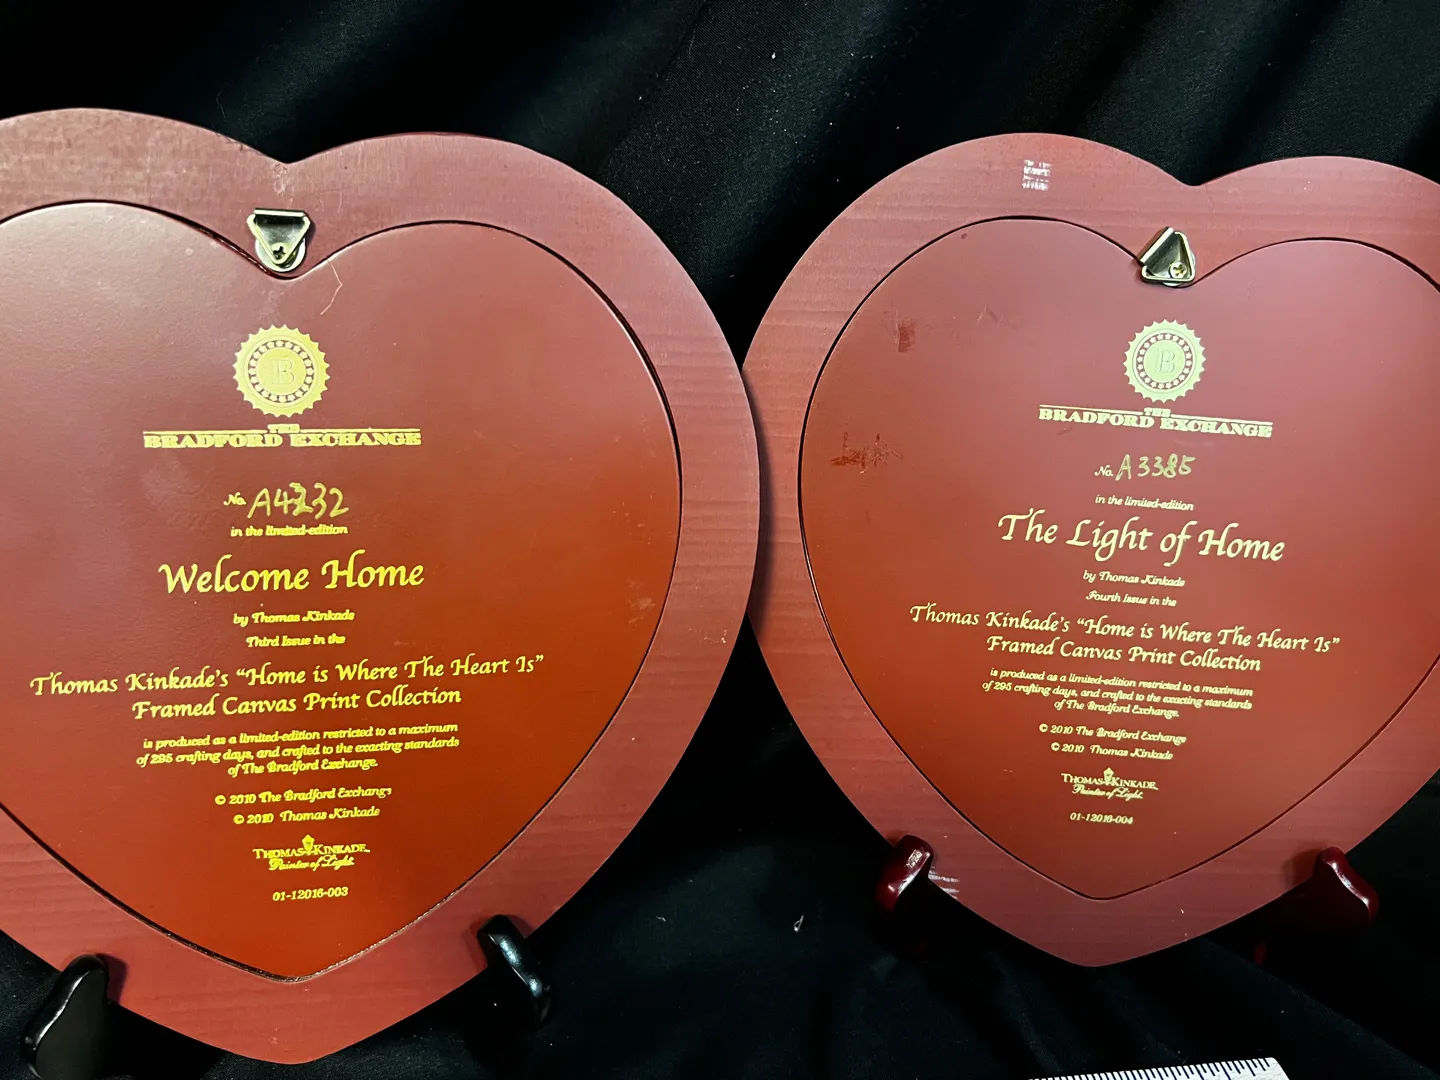 B
THE
BRADFORD EXCHANGE
No. A4232
in the limited-edition
Welcome Home
by Thomas Kinkade
Third Issue in the
Thomas Kinkade's "Home is Where The Heart Is"
Framed Canvas Print Collection
is produced as a limited-edition restricted to a maximum
of 295 crafting days, and crafted to the exacting standards
of The Bradford Exchange.
© 2010 The Bradford Exchange
© 2010 Thomas Kinkade
THOMAS KINKADE
Painter of Light
01-12016-003
B
THE
BRADFORD EXCHANGE
No. A3385
in the limited-edition
The Light of Home
by Thomas Kinkade
Fourth Issue in the
Thomas Kinkade's "Home is Where The Heart Is"
Framed Canvas Print Collection
is produced as a limited-edition restricted to a maximum
of 295 crafting days, and crafted to the exacting standards
of The Bradford Exchange.
© 2010 The Bradford Exchange
© 2010 Thomas Kinkade
THOMAS KINKADE
Painter of Light
01-12016-004